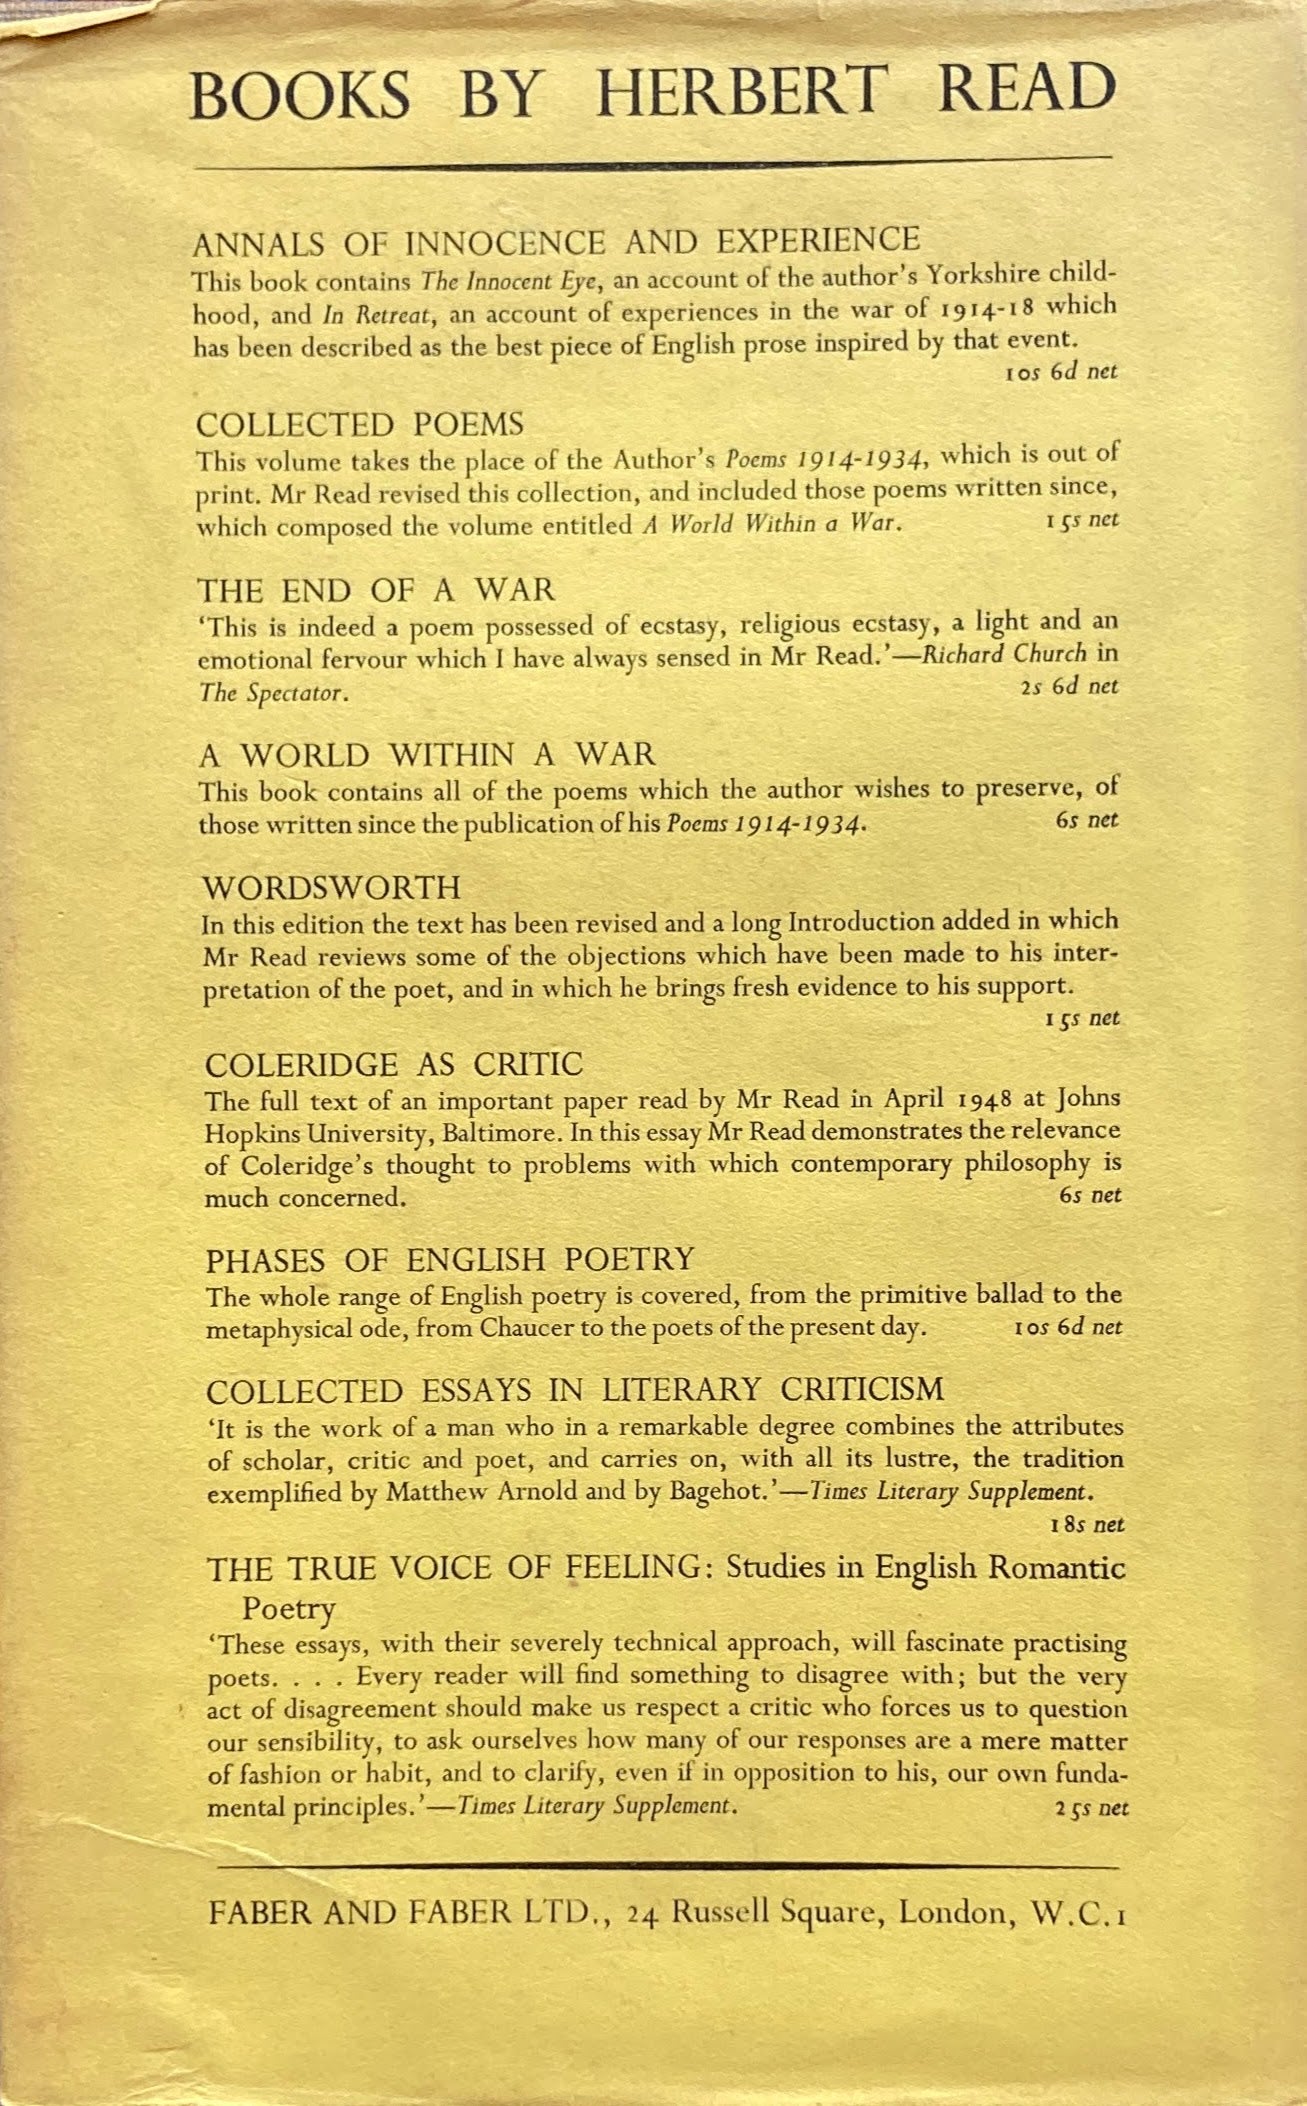 BOOKS BY HERBERT READ
ANNALS OF INNOCENCE AND EXPERIENCE
This book contains The Innocent Eye, an account of the author's Yorkshire child-
hood, and In Retreat, an account of experiences in the war of 1914-18 which
has been described as the best piece of English prose inspired by that event.
10s 6d net
COLLECTED POEMS
This volume takes the place of the Author's Poems 1914-1934, which is out of
print. Mr Read revised this collection, and included those poems written since,
which composed the volume entitled A World Within a War. 15s net
THE END OF A WAR
‘This is indeed a poem possessed of ecstasy, religious ecstasy, a light and an
emotional fervour which I have always sensed in Mr Read.’—Richard Church in
The Spectator. 2s 6d net
A WORLD WITHIN A WAR
This book contains all of the poems which the author wishes to preserve, of
those written since the publication of his Poems 1914-1934. 6s net
WORDSWORTH
In this edition the text has been revised and a long Introduction added in which
Mr Read reviews some of the objections which have been made to his inter-
pretation of the poet, and in which he brings fresh evidence to his support.
15s net
COLERIDGE AS CRITIC
The full text of an important paper read by Mr Read in April 1948 at Johns
Hopkins University, Baltimore. In this essay Mr Read demonstrates the relevance
of Coleridge's thought to problems with which contemporary philosophy is
much concerned. 6s net
PHASES OF ENGLISH POETRY
The whole range of English poetry is covered, from the primitive ballad to the
metaphysical ode, from Chaucer to the poets of the present day. 10s 6d net
COLLECTED ESSAYS IN LITERARY CRITICISM
‘It is the work of a man who in a remarkable degree combines the attributes
of scholar, critic and poet, and carries on, with all its lustre, the tradition
exemplified by Matthew Arnold and by Bagehot.’—Times Literary Supplement.
18s net
THE TRUE VOICE OF FEELING: Studies in English Romantic
Poetry
‘These essays, with their severely technical approach, will fascinate practising
poets. . . . Every reader will find something to disagree with; but the very
act of disagreement should make us respect a critic who forces us to question
our sensibility, to ask ourselves how many of our responses are a mere matter
of fashion or habit, and to clarify, even if in opposition to his, our own funda-
mental principles.’—Times Literary Supplement. 25s net
FABER AND FABER LTD., 24 Russell Square, London, W.C.1